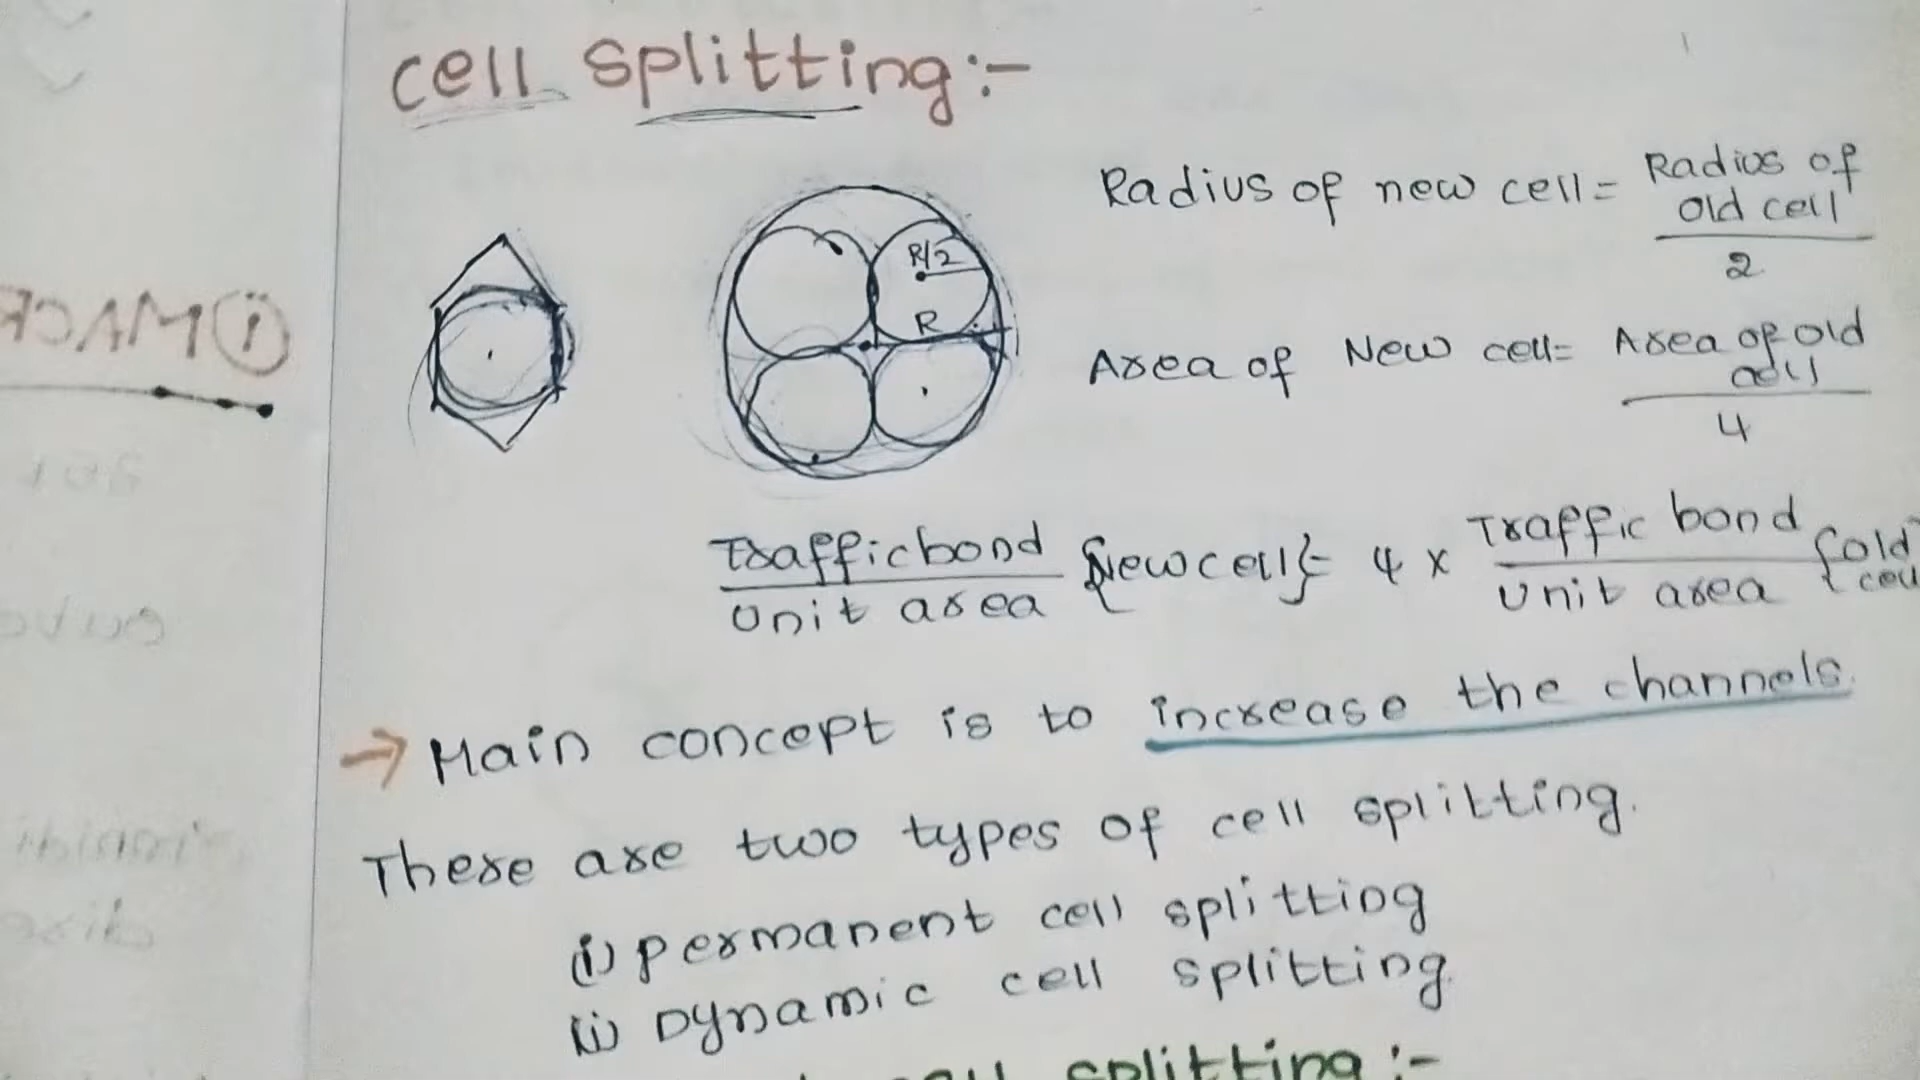 cell splitting:-
Radius of new cell = Radius of old cell / 2
R/2
R
Area of New cell = Area of old cell / 4
Traffic bond / Unit area {New cell} = 4 x Traffic bond / Unit area {old cell
→ Main concept is to increase the channels.
There are two types of cell splitting.
(i) permanent cell splitting
(ii) Dynamic cell splitting
splitting:-